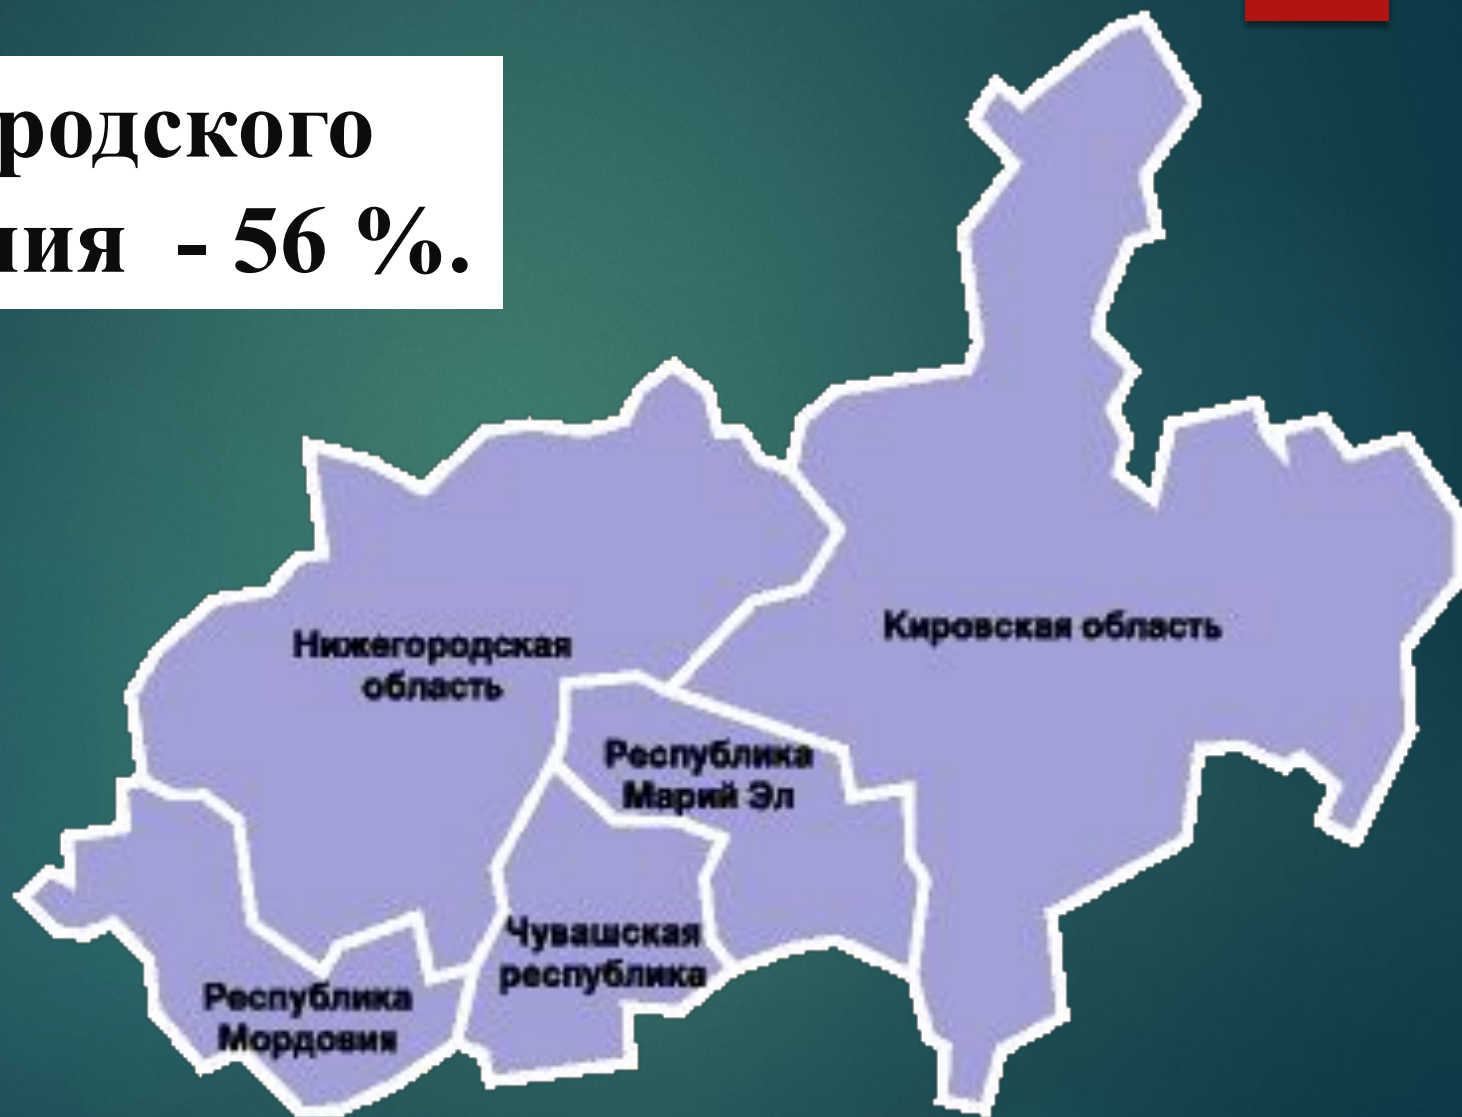 родского
ния - 56 %.
Кировская область
Нижегородская
область
Республика
Марий Эл
Чувашская
республика
Республика
Мордовия